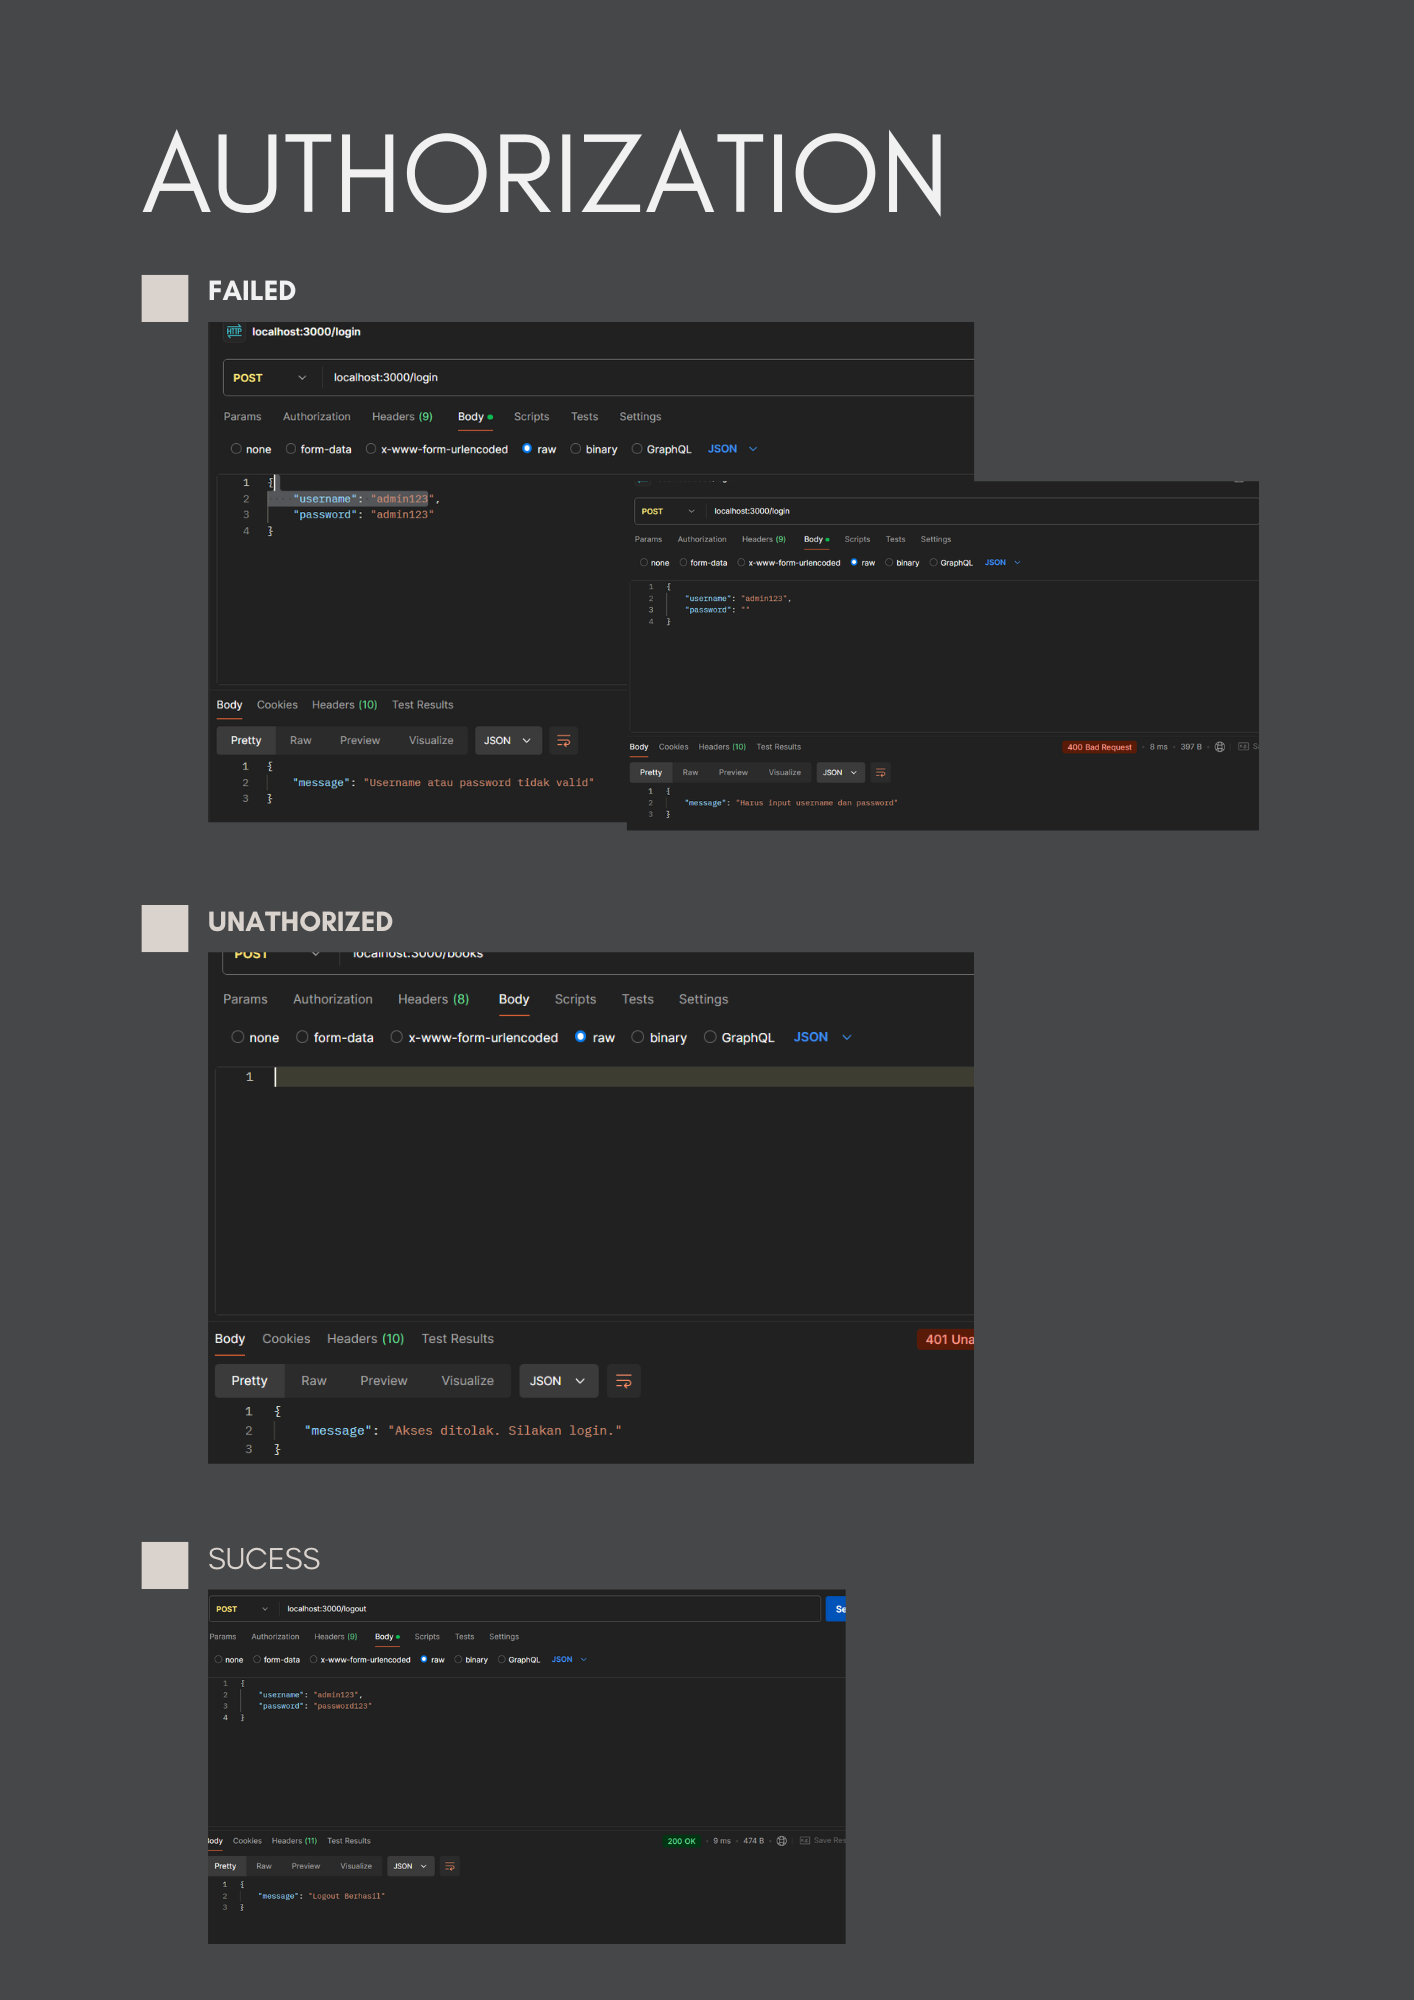 AUTHORIZATION
FAILED
localhost:3000/login
POST localhost:3000/login
Params Authorization Headers (9) Body Scripts Tests Settings
none form-data x-www-form-urlencoded raw binary GraphQL JSON
1 {
2 "username": "admin123",
3 "password": "admin123"
4 }
Body Cookies Headers (10) Test Results
Pretty Raw Preview Visualize JSON
1 {
2 "message": "Username atau password tidak valid"
3 }
POST localhost:3000/login
Params Authorization Headers (9) Body Scripts Tests Settings
none form-data x-www-form-urlencoded raw binary GraphQL JSON
1 {
2 "username": "admin123",
3 "password": ""
4 }
Body Cookies Headers (10) Test Results 400 Bad Request 8 ms 397 B
Pretty Raw Preview Visualize JSON
1 {
2 "message": "Harus input username dan password"
3 }
UNATHORIZED
POST localhost:3000/books
Params Authorization Headers (8) Body Scripts Tests Settings
none form-data x-www-form-urlencoded raw binary GraphQL JSON
1
Body Cookies Headers (10) Test Results 401 Una
Pretty Raw Preview Visualize JSON
1 {
2 "message": "Akses ditolak. Silakan login."
3 }
SUCESS
POST localhost:3000/logout Se
Params Authorization Headers (9) Body Scripts Tests Settings
none form-data x-www-form-urlencoded raw binary GraphQL JSON
1 {
2 "username": "admin123",
3 "password": "password123"
4 }
Body Cookies Headers (11) Test Results 200 OK 9 ms 474 B Save Res
Pretty Raw Preview Visualize JSON
1 {
2 "message": "Logout Berhasil"
3 }